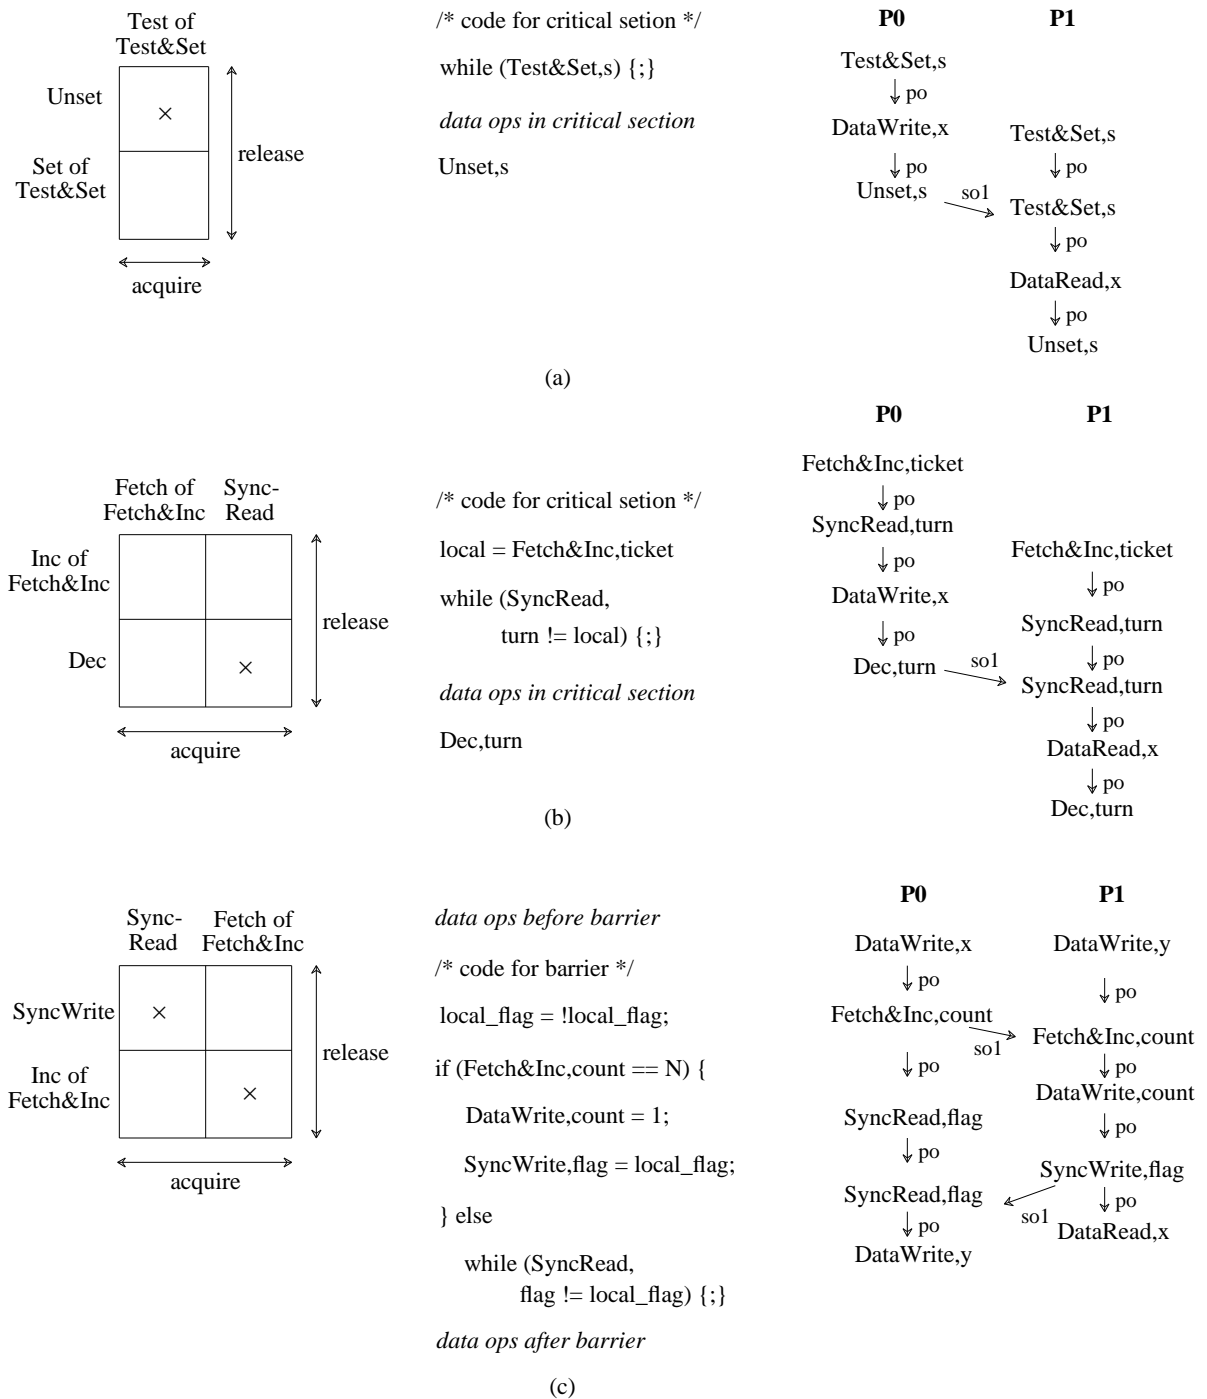 Test of
Test&Set
Unset
Set of
Test&Set
release
acquire
/* code for critical setion */
while (Test&Set,s) {;}
data ops in critical section
Unset,s
P0
P1
Test&Set,s
po
DataWrite,x
po
Unset,s
so1
Test&Set,s
po
Test&Set,s
po
DataRead,x
po
Unset,s
(a)
Fetch of
Fetch&Inc
Sync-
Read
Inc of
Fetch&Inc
Dec
release
acquire
/* code for critical setion */
local = Fetch&Inc,ticket
while (SyncRead,
turn != local) {;}
data ops in critical section
Dec,turn
P0
P1
Fetch&Inc,ticket
po
SyncRead,turn
po
DataWrite,x
po
Dec,turn
so1
Fetch&Inc,ticket
po
SyncRead,turn
po
SyncRead,turn
po
DataRead,x
po
Dec,turn
(b)
Sync-
Read
Fetch of
Fetch&Inc
SyncWrite
Inc of
Fetch&Inc
release
acquire
data ops before barrier
/* code for barrier */
local_flag = !local_flag;
if (Fetch&Inc,count == N) {
DataWrite,count = 1;
SyncWrite,flag = local_flag;
} else
while (SyncRead,
flag != local_flag) {;}
data ops after barrier
P0
P1
DataWrite,x
po
Fetch&Inc,count
so1
po
SyncRead,flag
po
SyncRead,flag
po
DataWrite,y
DataWrite,y
po
Fetch&Inc,count
po
DataWrite,count
po
SyncWrite,flag
so1
po
DataRead,x
(c)